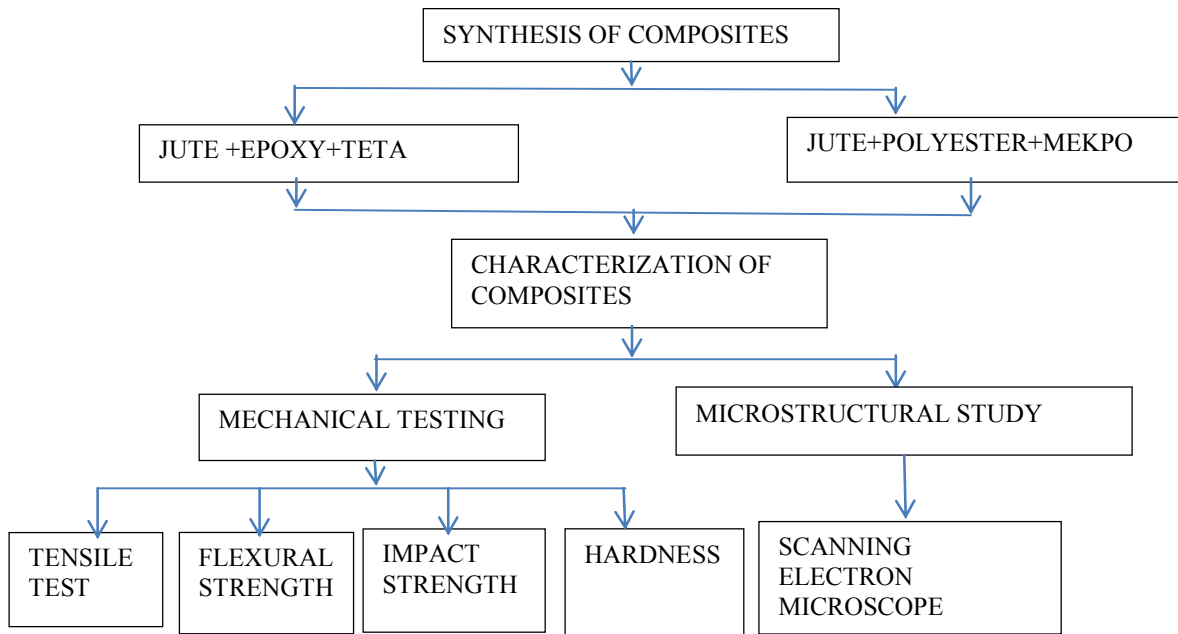 SYNTHESIS OF COMPOSITES
JUTE +EPOXY+TETA
JUTE+POLYESTER+MEKPO
CHARACTERIZATION OF
COMPOSITES
MECHANICAL TESTING
MICROSTRUCTURAL STUDY
TENSILE
TEST
FLEXURAL
STRENGTH
IMPACT
STRENGTH
HARDNESS
SCANNING
ELECTRON
MICROSCOPE